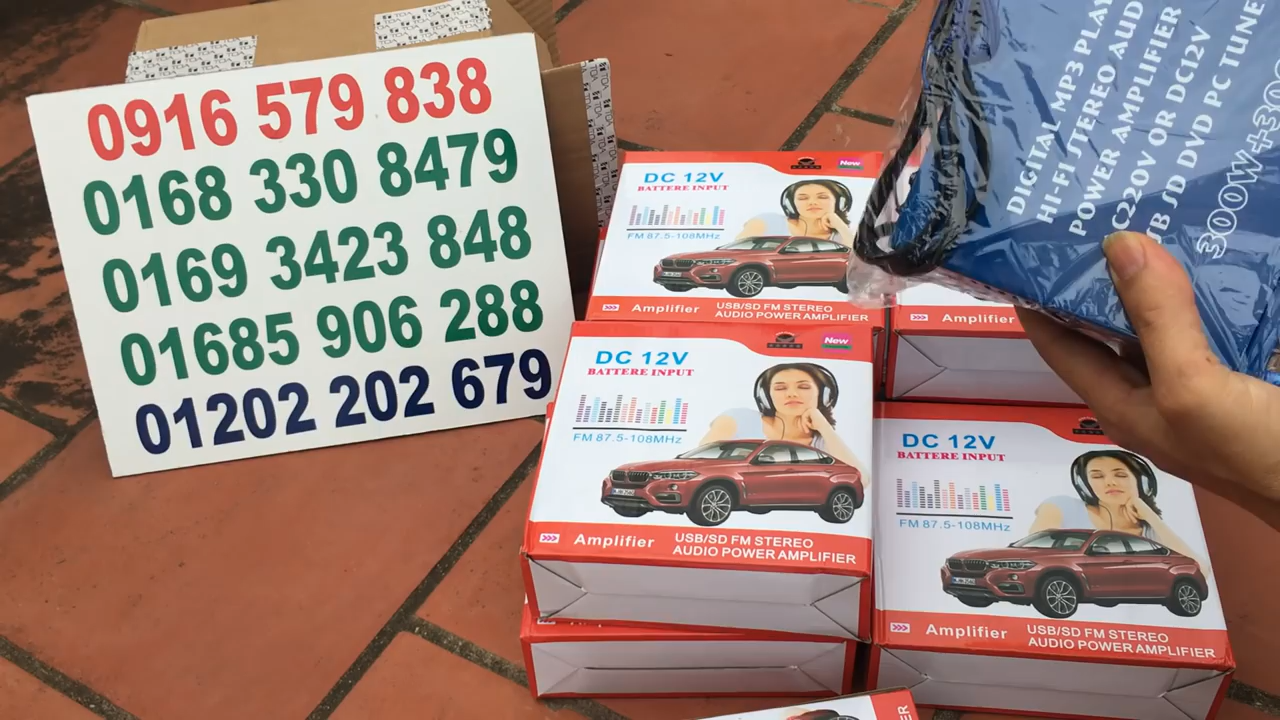 0916 579 838
0168 330 8479
0169 3423 848
01685 906 288
01202 202 679
DIGITAL MP3 PLAY
HI-FI STEREO AUD
POWER AMPLIFIER
C220V OR DC12V
SD DVD PC TUNE
300W+30
New
DC 12V
BATTERE INPUT
FM 87.5-108MHz
Amplifier
USB/SD FM STEREO
AUDIO POWER AMPLIFIER
Amplifier
New
DC 12V
BATTERE INPUT
FM 87.5-108MHz
Amplifier
USB/SD FM STEREO
AUDIO POWER AMPLIFIER
DC 12V
BATTERE INPUT
FM 87.5-108MHz
Amplifier
USB/SD FM STEREO
AUDIO POWER AMPLIFIER